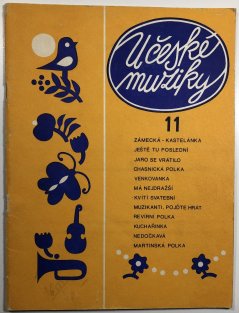 U české
muziky
11
ZÁMECKÁ - KASTELÁNKA
JEŠTĚ TU POSLEDNÍ
JARO SE VRÁTILO
CHASNICKÁ POLKA
VENKOVANKA
MÁ NEJDRAŽŠÍ
KVÍTÍ SVATEBNÍ
MUZIKANTI, POJĎTE HRÁT
REVÍRNÍ POLKA
KUCHAŘINKA
NEDOČKAVÁ
MARTINSKÁ POLKA